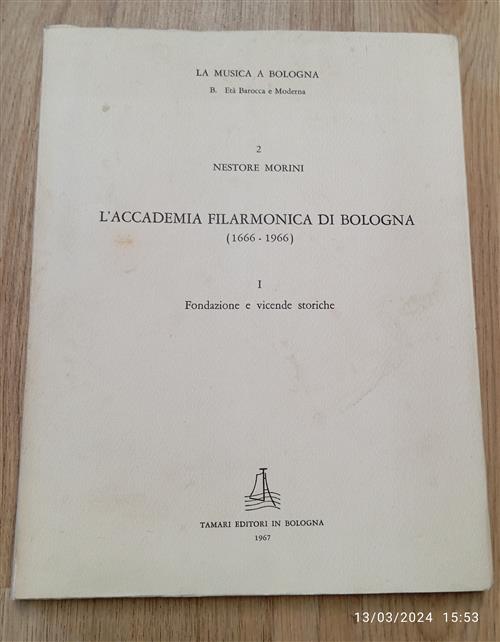 LA MUSICA A BOLOGNA
B. Età Barocca e Moderna
2
NESTORE MORINI
L'ACCADEMIA FILARMONICA DI BOLOGNA
(1666 - 1966)
I
Fondazione e vicende storiche
TAMARI EDITORI IN BOLOGNA
1967
13/03/2024 15:53